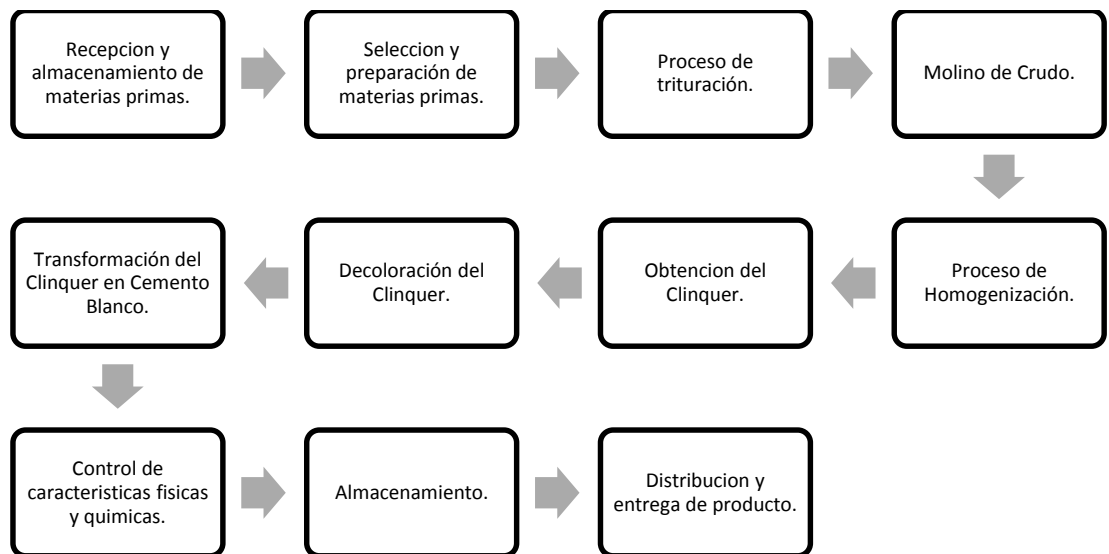 Recepcion y
almacenamiento de
materias primas.
Seleccion y
preparación de
materias primas.
Proceso de
trituración.
Molino de Crudo.
Proceso de
Homogenización.
Obtencion del
Clinquer.
Decoloración del
Clinquer.
Transformación del
Clinquer en Cemento
Blanco.
Control de
caracteristicas fisicas
y quimicas.
Almacenamiento.
Distribucion y
entrega de producto.